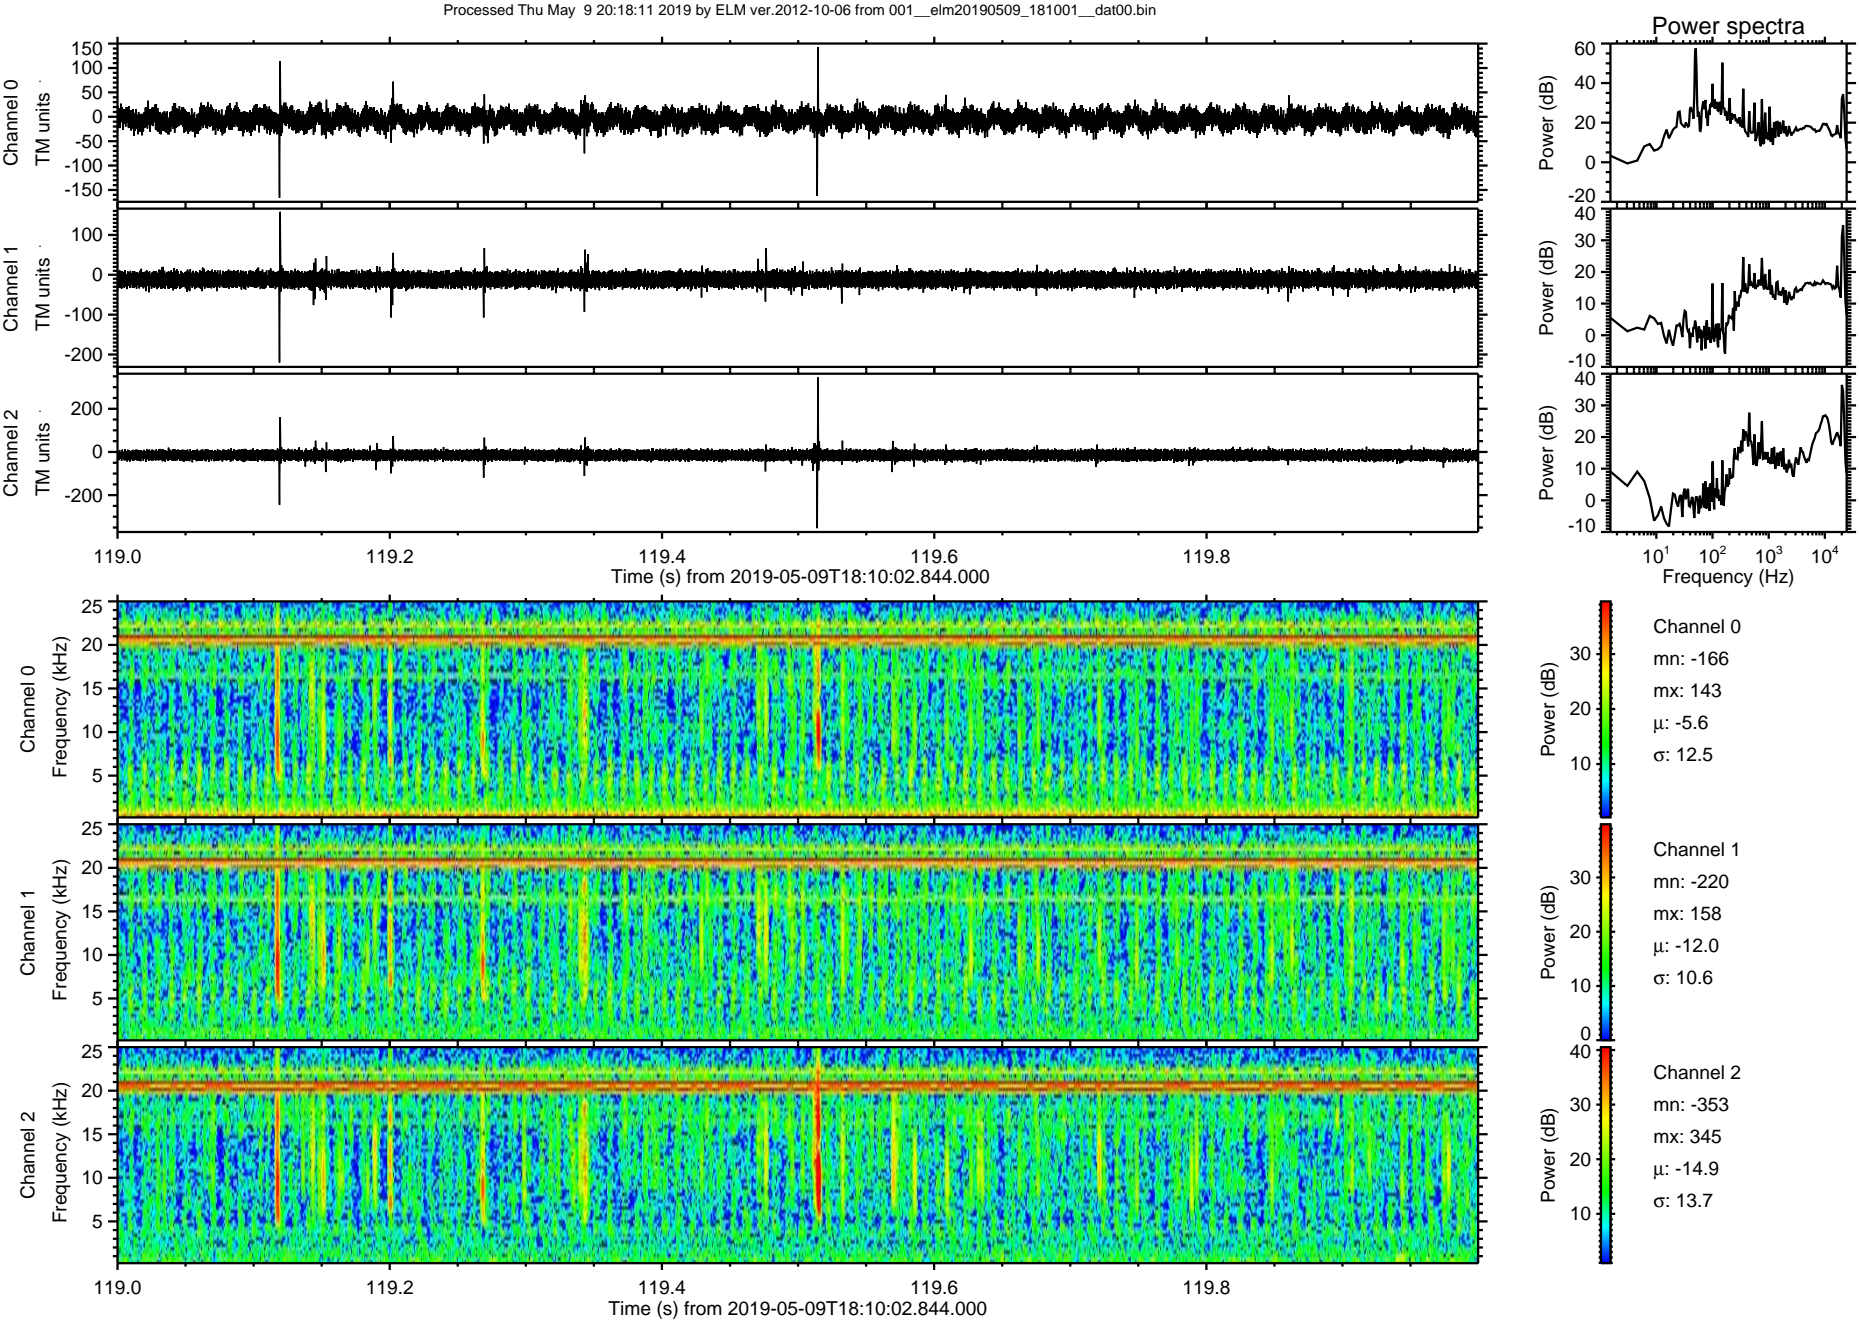 Processed Thu May  9 20:18:11 2019 by ELM ver.2012-10-06 from 001__elm20190509_181001__dat00.bin
Power spectra
Channel 0
TM units
150
100
50
0
-50
-100
-150
Power (dB)
60
40
20
0
-20
Channel 1
TM units
100
0
-100
-200
Power (dB)
40
30
20
10
0
-10
Channel 2
TM units
200
0
-200
Power (dB)
40
30
20
10
0
-10
119.0 119.2 119.4 119.6 119.8
Time (s) from 2019-05-09T18:10:02.844.000
10¹ 10² 10³ 10⁴
Frequency (Hz)
Channel 0
Frequency (kHz)
25
20
15
10
5
Power (dB)
30
20
10
Channel 0
mn: -166
mx: 143
µ: -5.6
σ: 12.5
Channel 1
Frequency (kHz)
25
20
15
10
5
Power (dB)
30
20
10
0
Channel 1
mn: -220
mx: 158
µ: -12.0
σ: 10.6
Channel 2
Frequency (kHz)
25
20
15
10
5
Power (dB)
40
30
20
10
Channel 2
mn: -353
mx: 345
µ: -14.9
σ: 13.7
119.0 119.2 119.4 119.6 119.8
Time (s) from 2019-05-09T18:10:02.844.000